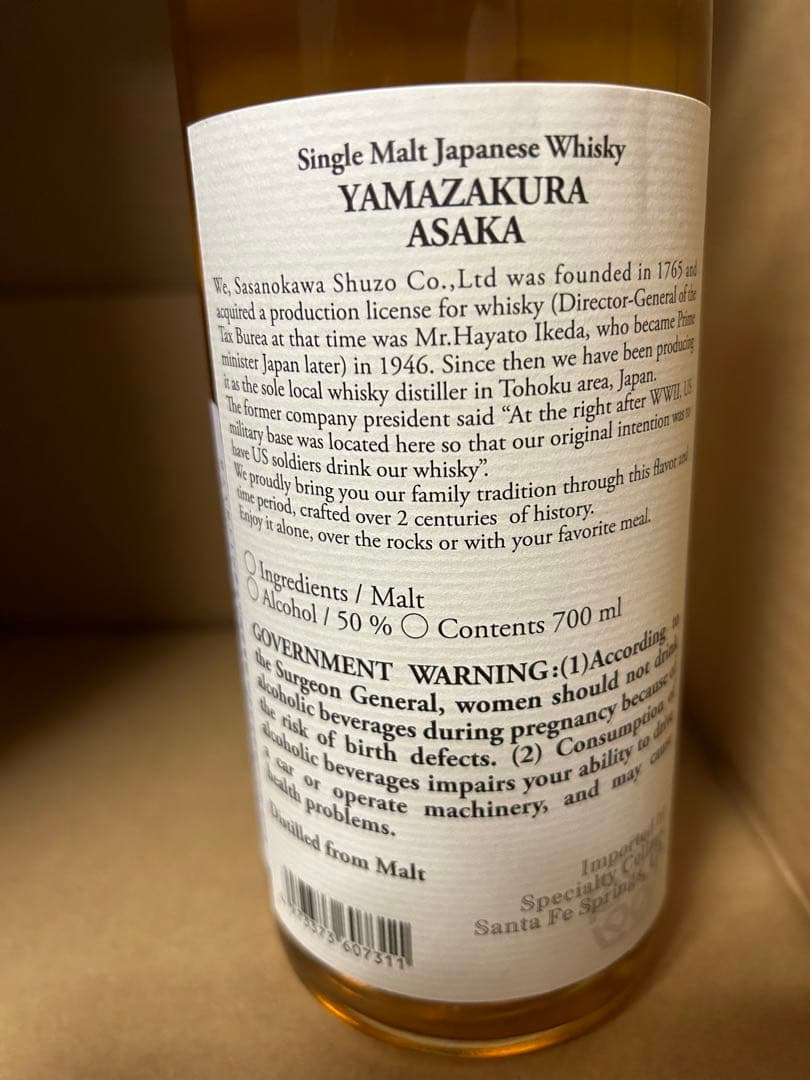 Single Malt Japanese Whisky
YAMAZAKURA
ASAKA
We, Sasanokawa Shuzo Co.,Ltd was founded in 1765 and
acquired a production license for whisky (Director-General of the
Tax Burea at that time was Mr.Hayato Ikeda, who became Prime
minister Japan later) in 1946. Since then we have been producing
it as the sole local whisky distiller in Tohoku area, Japan.
The former company president said “At the right after WWII, US
military base was located here so that our original intention was to
have US soldiers drink our whisky”.
We proudly bring you our family tradition through this flavor and
time period, crafted over 2 centuries of history.
Enjoy it alone, over the rocks or with your favorite meal.
○ Ingredients / Malt
○ Alcohol / 50 % ○ Contents 700 ml
GOVERNMENT WARNING:(1)According to
the Surgeon General, women should not drink
alcoholic beverages during pregnancy because of
the risk of birth defects. (2) Consumption of
alcoholic beverages impairs your ability to drive
a car or operate machinery, and may cause
health problems.
Distilled from Malt
Imported
Specialty
Santa Fe Springs,
607311